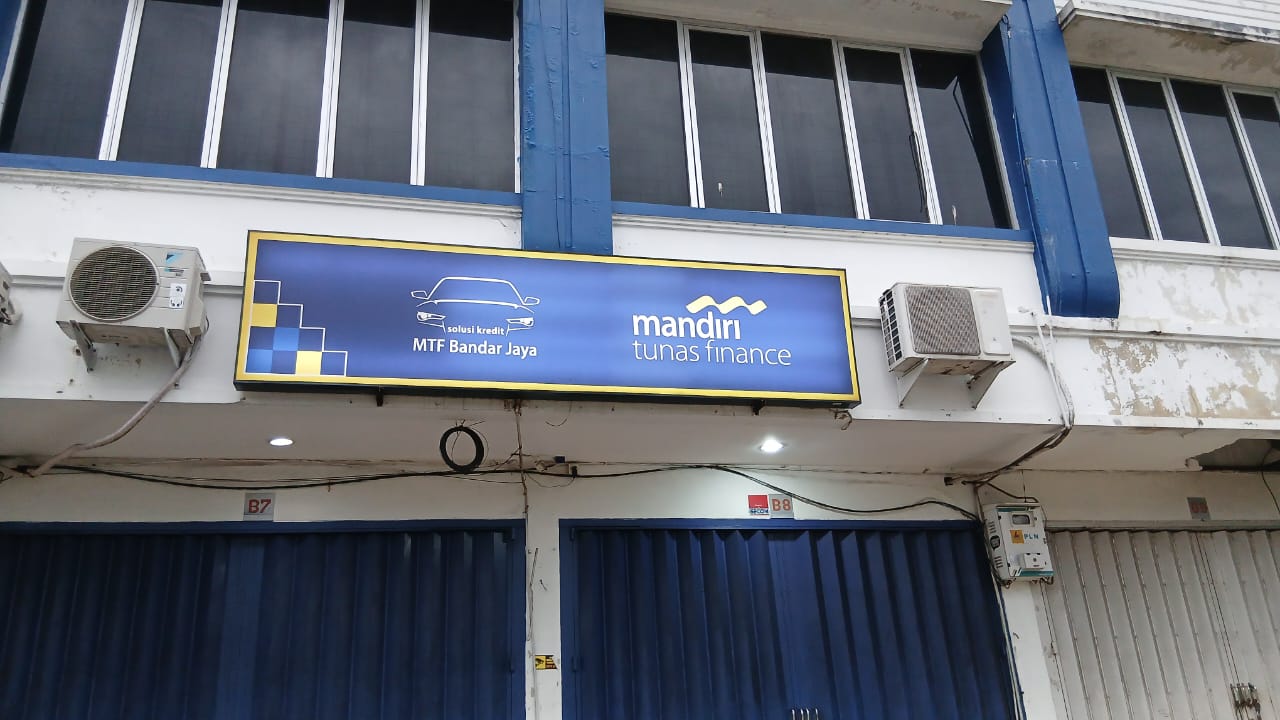 solusi kredit
MTF Bandar Jaya
mandiri
tunas finance
B7
B8
PLN